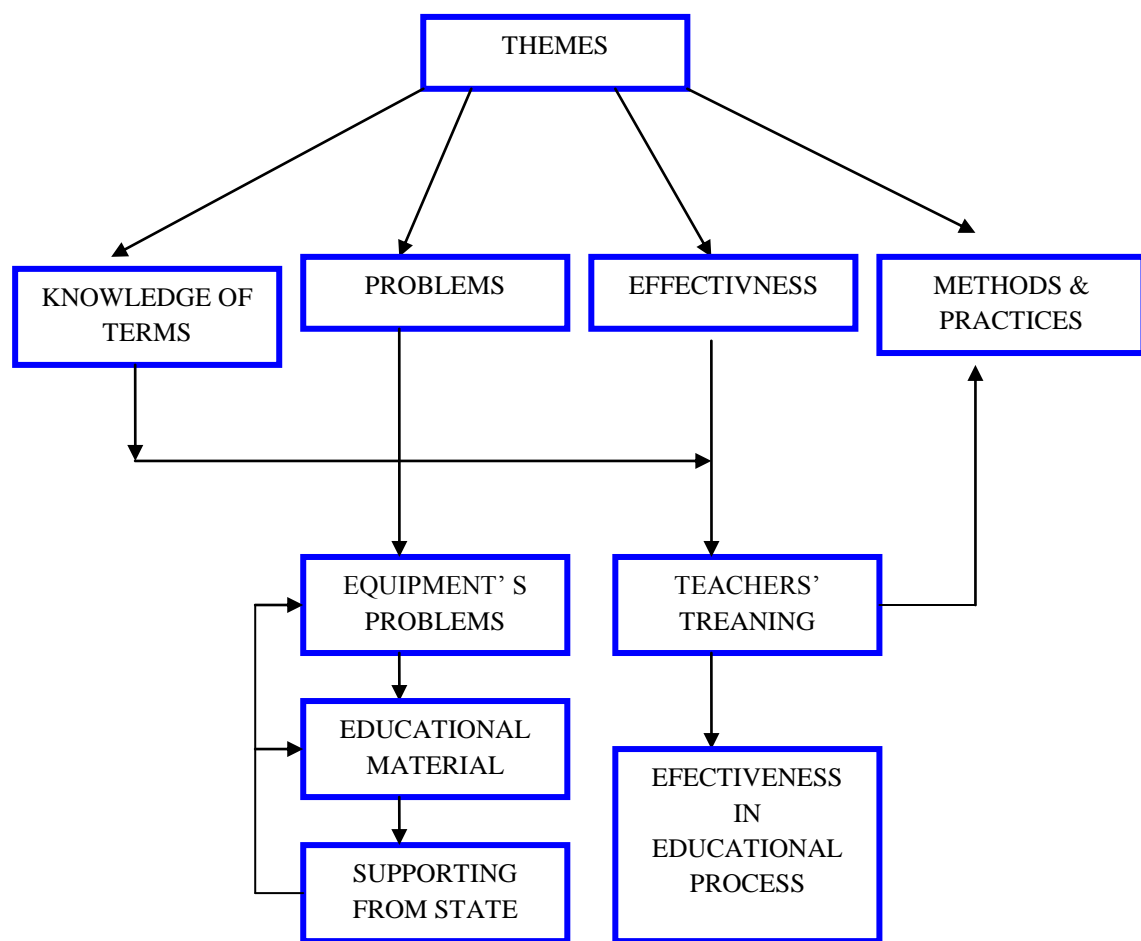 THEMES
KNOWLEDGE OF
TERMS
PROBLEMS
EFFECTIVNESS
METHODS &
PRACTICES
EQUIPMENT’ S
PROBLEMS
TEACHERS’
TREANING
EDUCATIONAL
MATERIAL
EFECTIVENESS
IN
EDUCATIONAL
PROCESS
SUPPORTING
FROM STATE